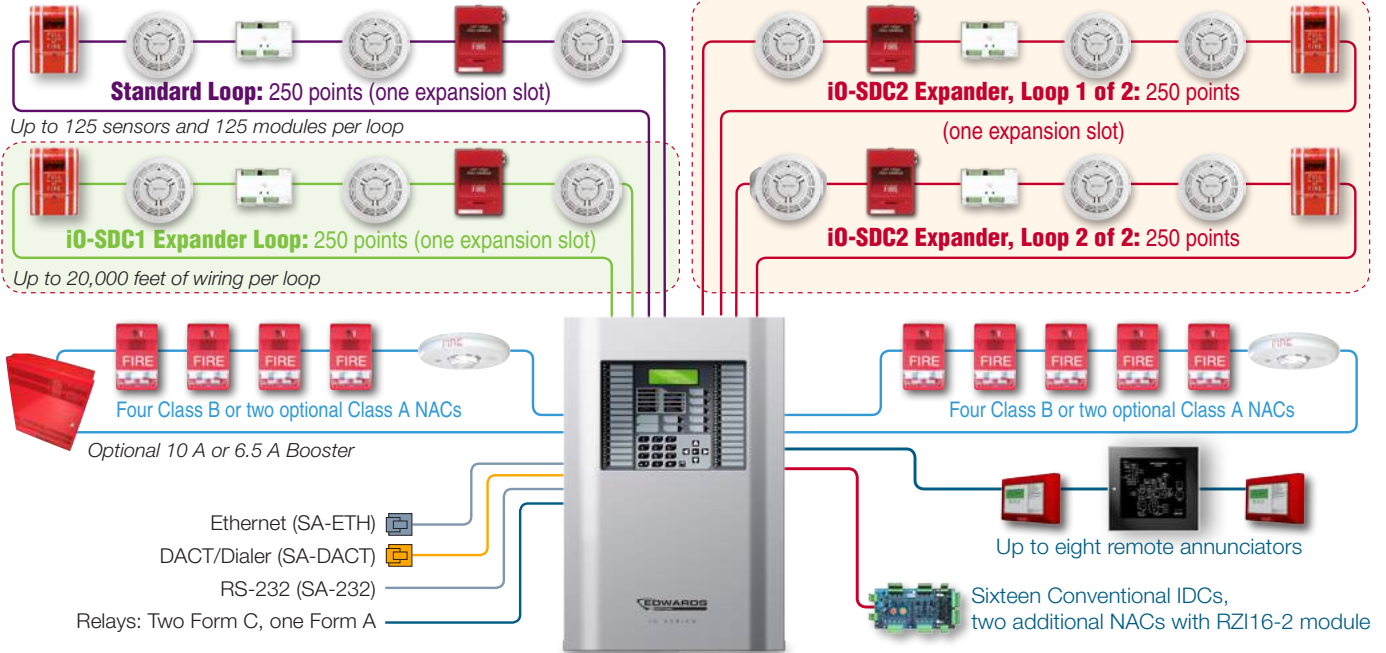 Standard Loop: 250 points (one expansion slot)
Up to 125 sensors and 125 modules per loop
iO-SDC1 Expander Loop: 250 points (one expansion slot)
Up to 20,000 feet of wiring per loop
iO-SDC2 Expander, Loop 1 of 2: 250 points
(one expansion slot)
iO-SDC2 Expander, Loop 2 of 2: 250 points
FIRE
FIRE
FIRE
FIRE
FIRE
Four Class B or two optional Class A NACs
Optional 10 A or 6.5 A Booster
FIRE
FIRE
FIRE
FIRE
FIRE
FIRE
Four Class B or two optional Class A NACs
Ethernet (SA-ETH)
DACT/Dialer (SA-DACT)
RS-232 (SA-232)
Relays: Two Form C, one Form A
EDWARDS
Up to eight remote annunciators
Sixteen Conventional IDCs,
two additional NACs with RZI16-2 module